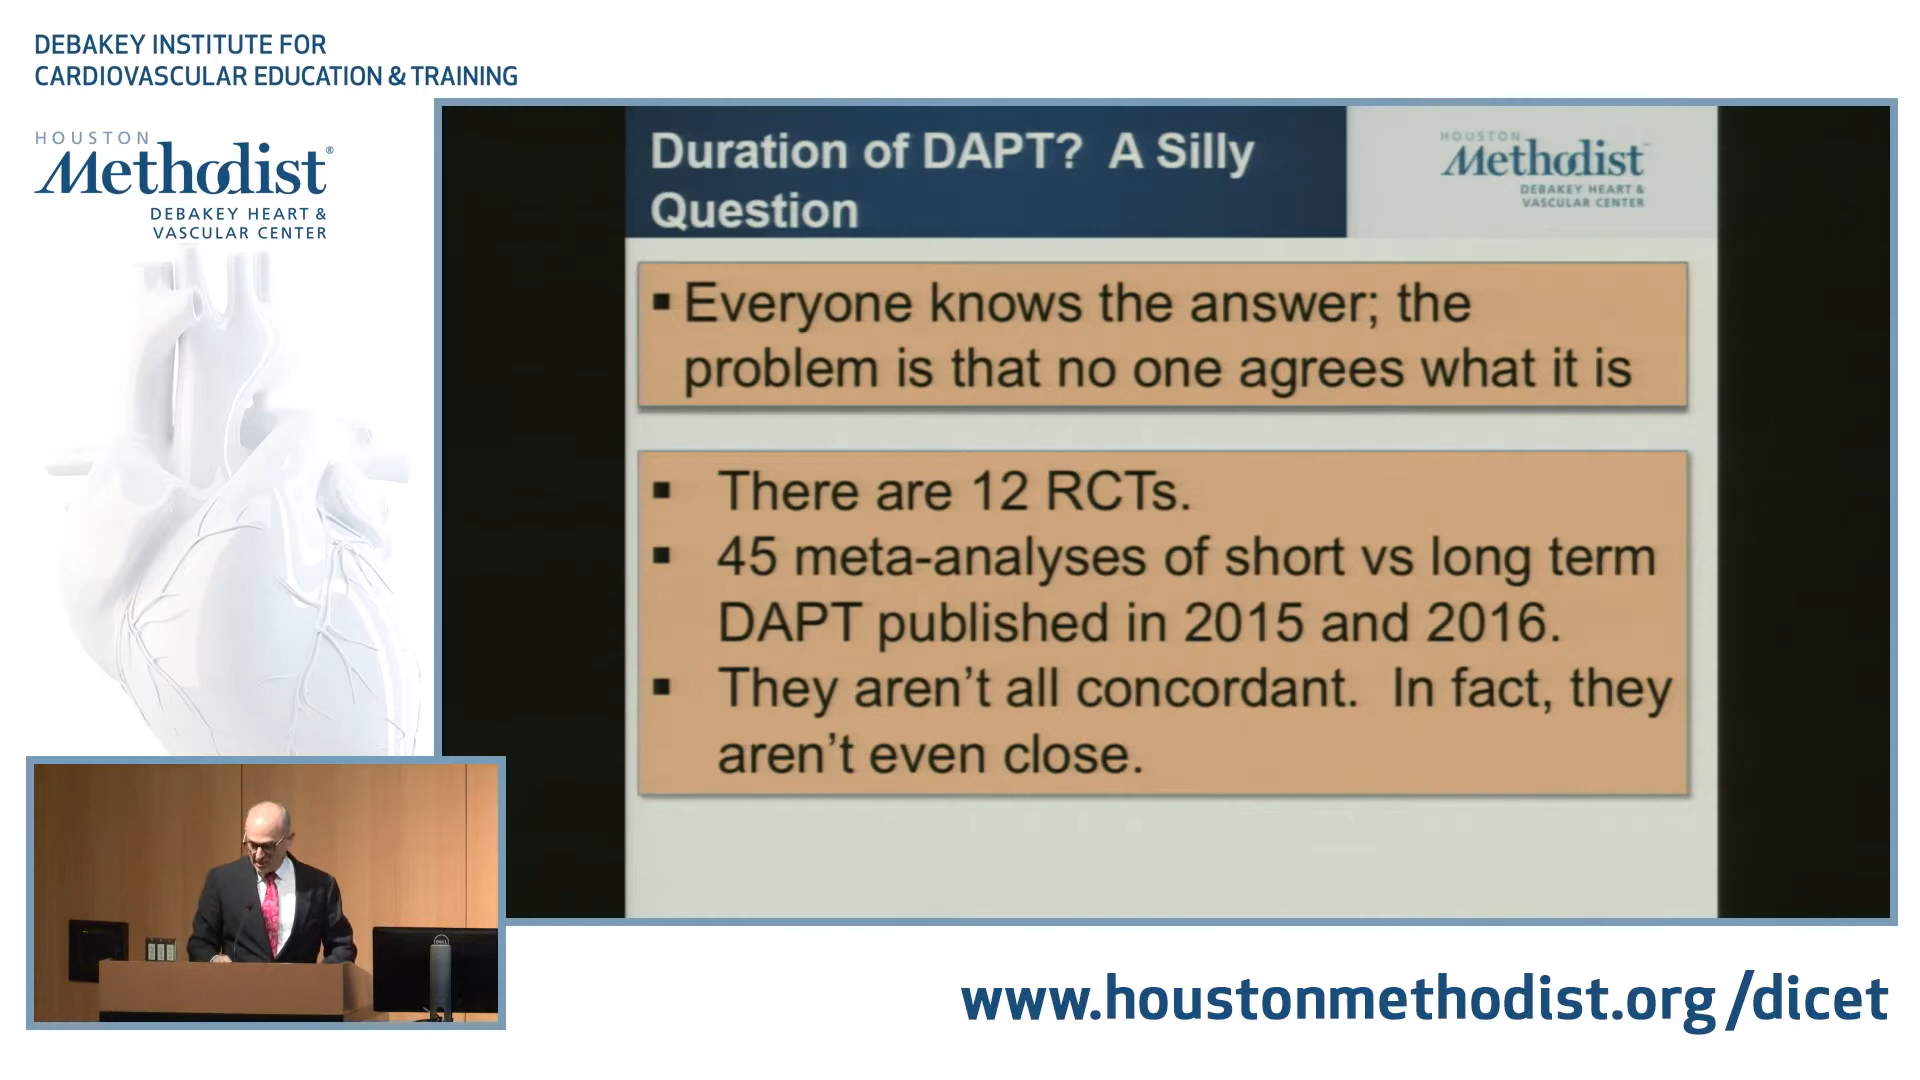 DEBAKEY INSTITUTE FOR
CARDIOVASCULAR EDUCATION & TRAINING
HOUSTON
Methodist®
DEBAKEY HEART &
VASCULAR CENTER
Duration of DAPT? A Silly
Question
HOUSTON
Methodist
DEBAKEY HEART &
VASCULAR CENTER
▪ Everyone knows the answer; the
problem is that no one agrees what it is
▪ There are 12 RCTs.
▪ 45 meta-analyses of short vs long term
DAPT published in 2015 and 2016.
▪ They aren't all concordant. In fact, they
aren't even close.
DELL
www.houstonmethodist.org/dicet